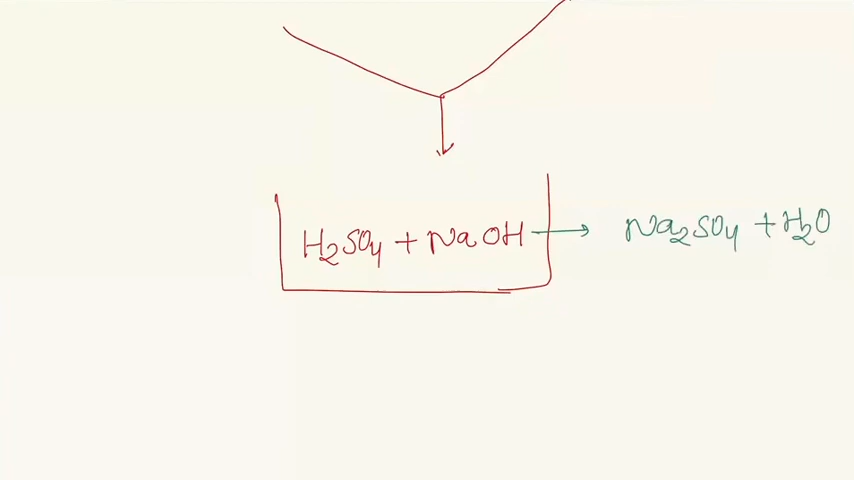 H₂SO₄ + NaOH → Na₂SO₄ + H₂O